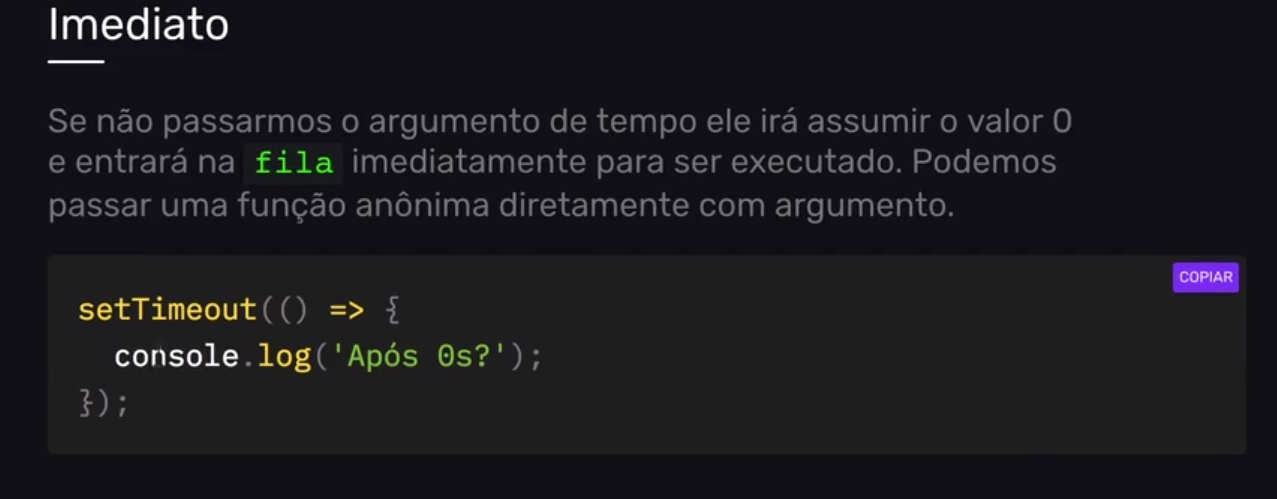 Imediato
Se não passarmos o argumento de tempo ele irá assumir o valor 0
e entrará na fila imediatamente para ser executado. Podemos
passar uma função anônima diretamente com argumento.
COPIAR
setTimeout(() => {
  console.log('Após 0s?');
});